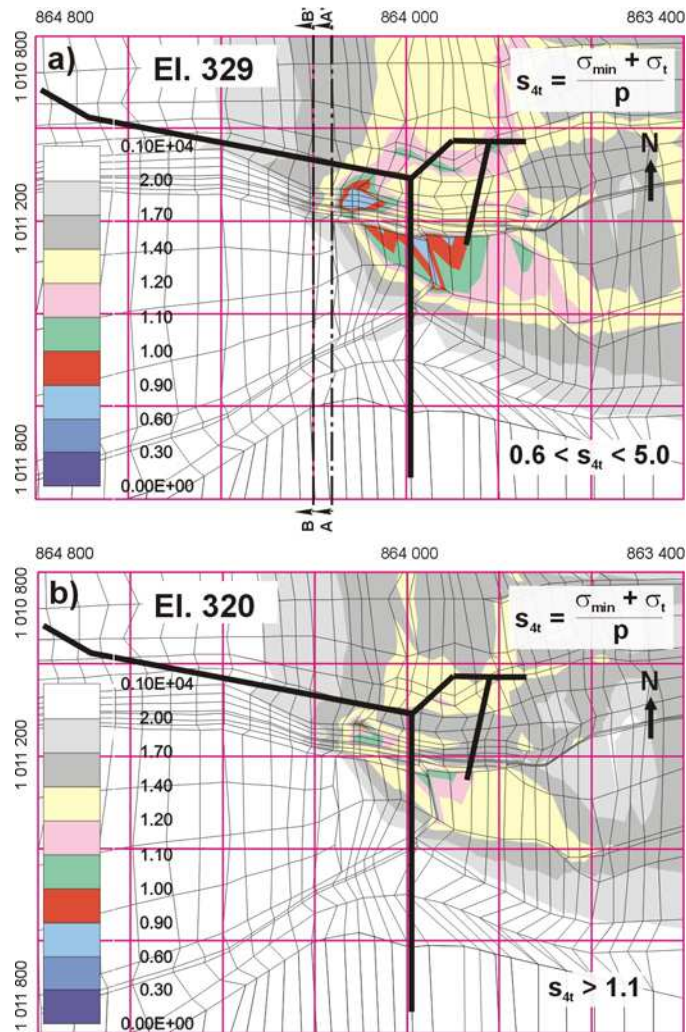 864 800 864 000 863 400
B' A'
1 010 800
a) El. 329
s4t = σmin + σt / p
N
0.10E+04
2.00
1.70
1.40
1.20
1.10
1.00
0.90
0.60
0.30
0.00E+00
1 011 200
1 011 800
0.6 < s4t < 5.0
B A
864 800 864 000 863 400
1 010 800
b) El. 320
s4t = σmin + σt / p
N
0.10E+04
2.00
1.70
1.40
1.20
1.10
1.00
0.90
0.60
0.30
0.00E+00
1 011 200
1 011 800
s4t > 1.1